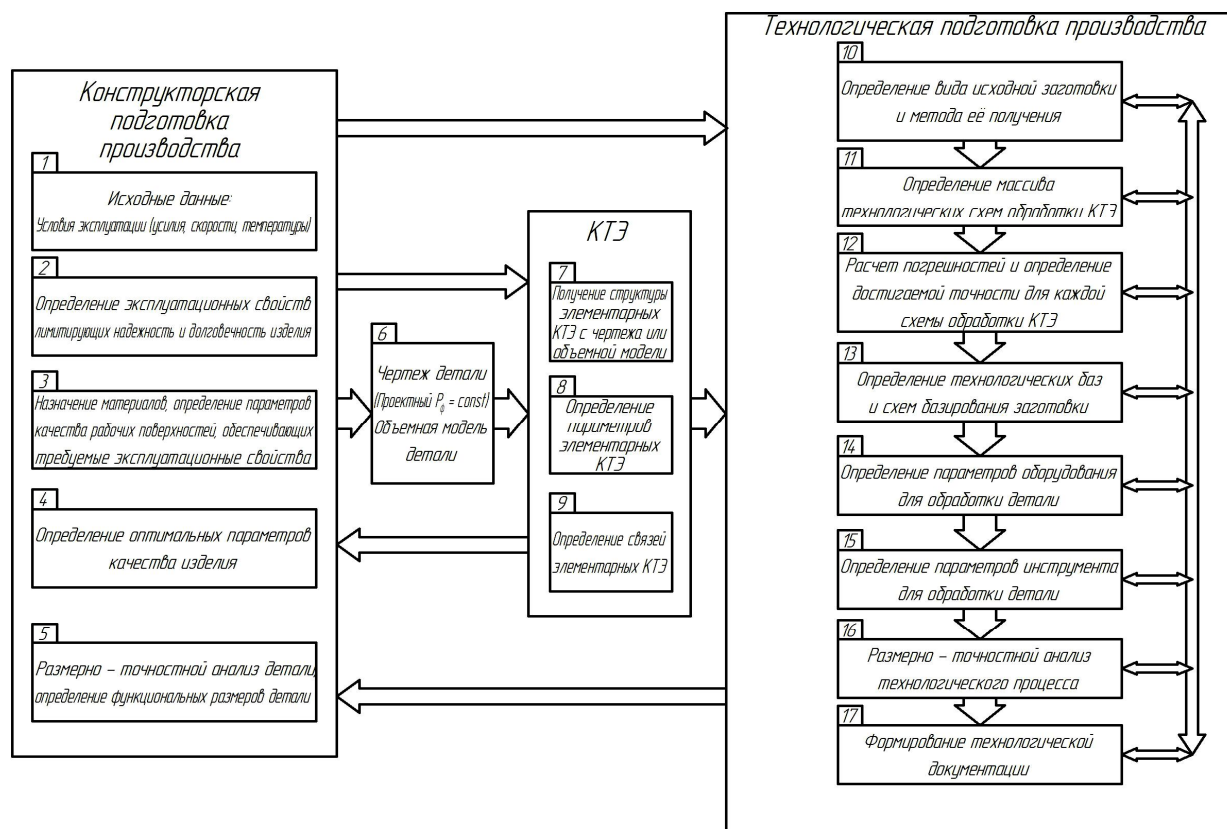 Конструкторская
подготовка
производства
1
Исходные данные:
Условия эксплуатации (усилия, скорости, температуры)
2
Определение эксплуатационных свойств
лимитирующих надежность и долговечность изделия
3
Назначение материалов, определение параметров
качества рабочих поверхностей, обеспечивающих
требуемые эксплуатационные свойства
4
Определение оптимальных параметров
качества изделия
5
Размерно – точностной анализ детали,
определение функциональных размеров детали
6
Чертеж детали
(Проектный Pф = const)
Объемная модель
детали
КТЭ
7
Получение структуры
элементарных
КТЭ с чертежа или
объемной модели
8
Определение
параметров
элементарных
КТЭ
9
Определение связей
элементарных КТЭ
Технологическая подготовка производства
10
Определение вида исходной заготовки
и метода её получения
11
Определение массива
технологических схем обработки КТЭ
12
Расчет погрешностей и определение
достигаемой точности для каждой
схемы обработки КТЭ
13
Определение технологических баз
и схем базирования заготовки
14
Определение параметров оборудования
для обработки детали
15
Определение параметров инструмента
для обработки детали
16
Размерно – точностной анализ
технологического процесса
17
Формирование технологической
документации